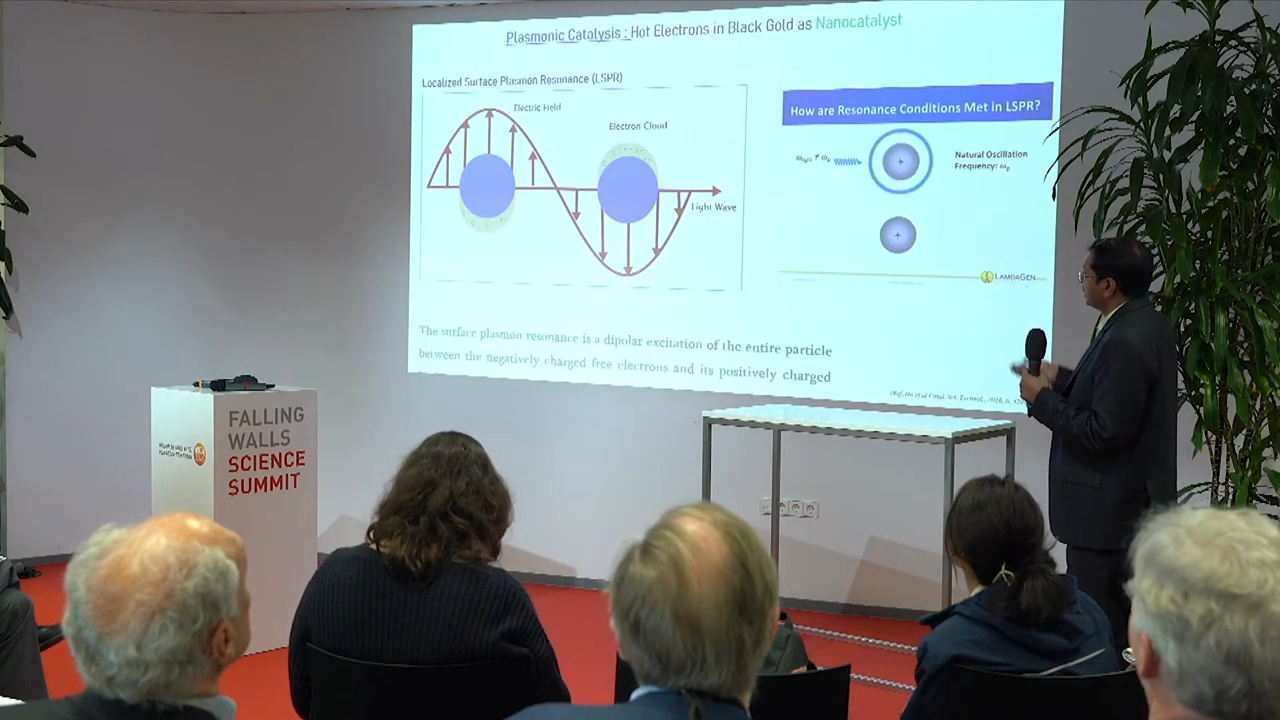 Plasmonic Catalysis : Hot Electrons in Black Gold as Nanocatalyst
Localized Surface Plasmon Resonance (LSPR)
Electric Field
Electron Cloud
Light Wave
How are Resonance Conditions Met in LSPR?
Natural Oscillation
Frequency: ωp
+
+
LAMDAGEN
The surface plasmon resonance is a dipolar excitation of the entire particle
between the negatively charged free electrons and its positively charged
FALLING
WALLS
SCIENCE
SUMMIT